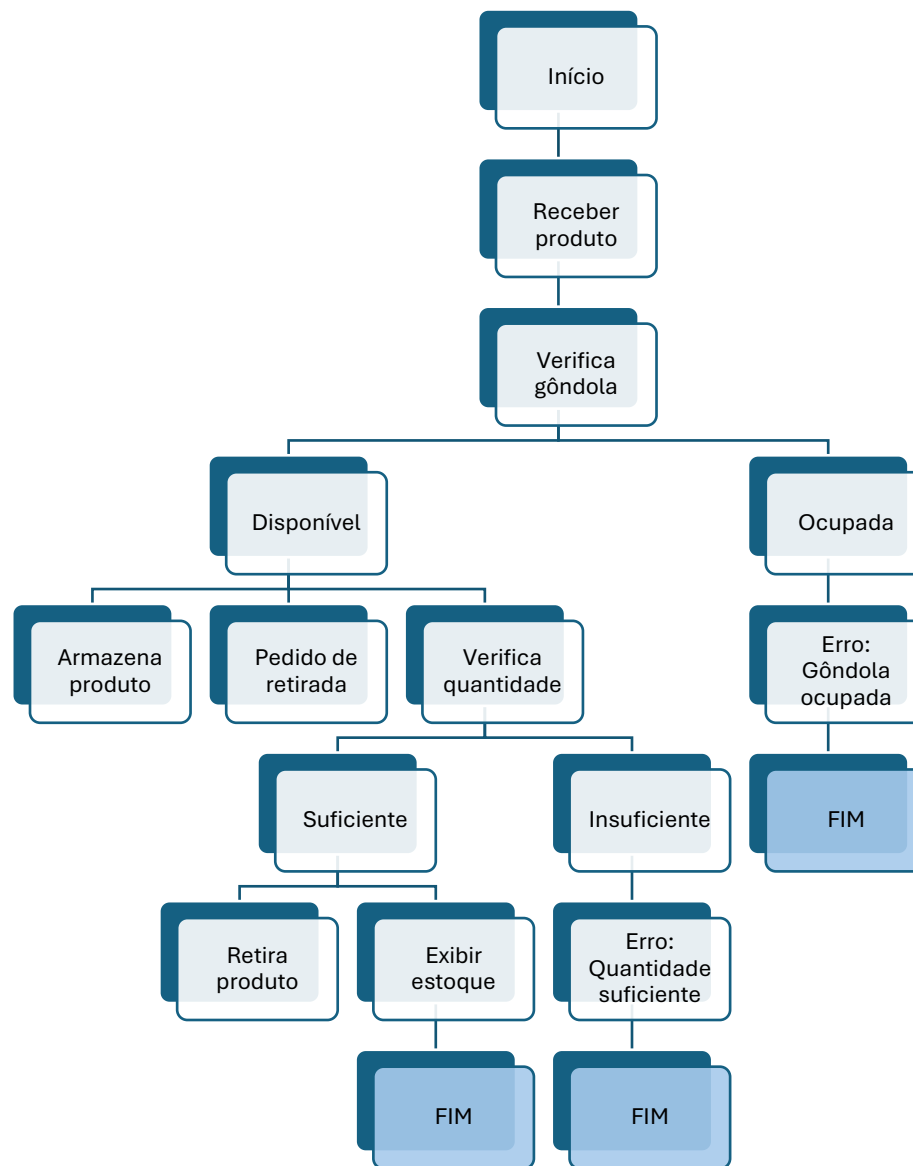 Início
Receber
produto
Verifica
gôndola
Disponível
Ocupada
Armazena
produto
Pedido de
retirada
Verifica
quantidade
Erro:
Gôndola
ocupada
Suficiente
Insuficiente
FIM
Retira
produto
Exibir
estoque
Erro:
Quantidade
suficiente
FIM
FIM